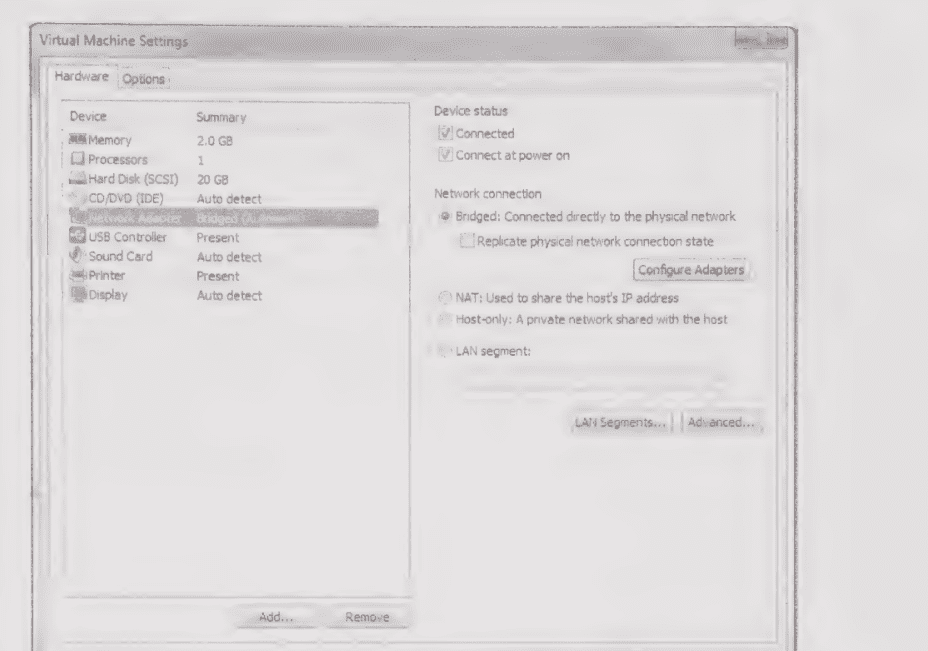 Virtual Machine Settings
Hardware Options
Device Summary
Memory 2.0 GB
Processors 1
Hard Disk (SCSI) 20 GB
CD/DVD (IDE) Auto detect
Network Adapter Bridged
USB Controller Present
Sound Card Auto detect
Printer Present
Display Auto detect
Add... Remove
Device status
Connected
Connect at power on
Network connection
Bridged: Connected directly to the physical network
Replicate physical network connection state
Configure Adapters
NAT: Used to share the host's IP address
Host-only: A private network shared with the host
LAN segment:
LAN Segments... Advanced...